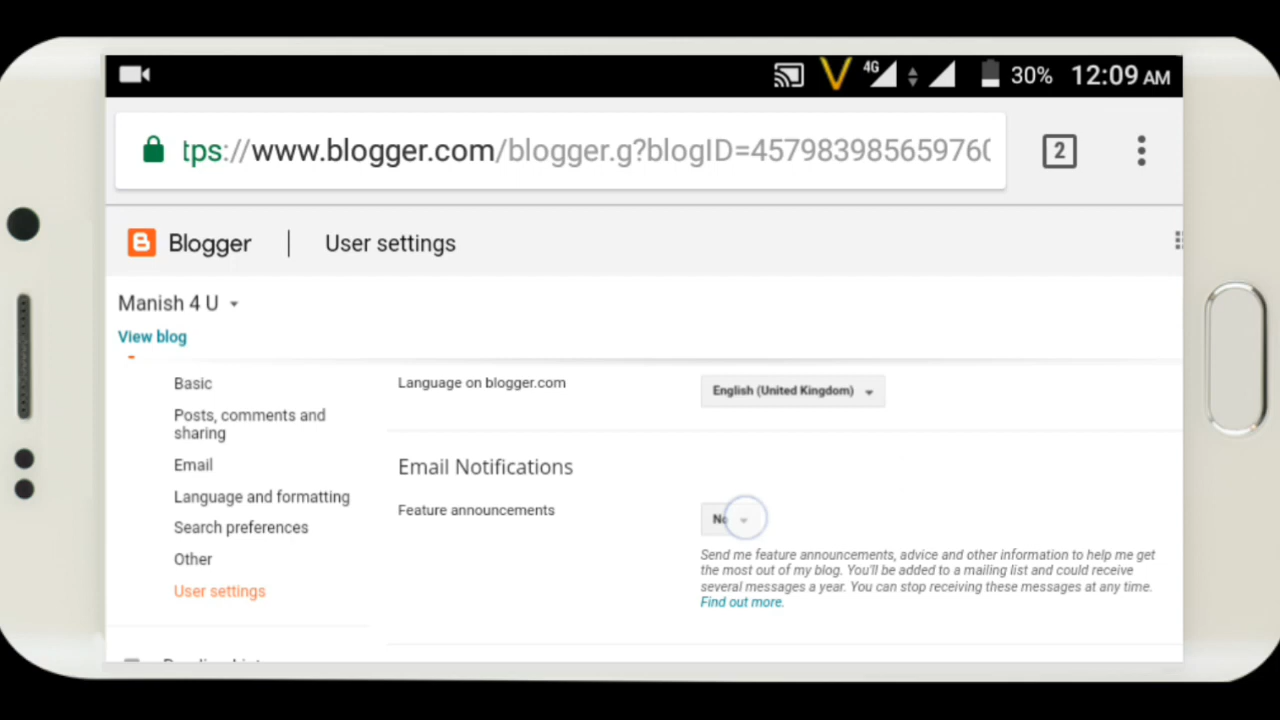 4G 30% 12:09 AM
tps://www.blogger.com/blogger.g?blogID=457983985659760
2
B Blogger | User settings
Manish 4 U
View blog
Basic
Posts, comments and
sharing
Email
Language and formatting
Search preferences
Other
User settings
Language on blogger.com
English (United Kingdom)
Email Notifications
Feature announcements
No
Send me feature announcements, advice and other information to help me get
the most out of my blog. You'll be added to a mailing list and could receive
several messages a year. You can stop receiving these messages at any time.
Find out more.